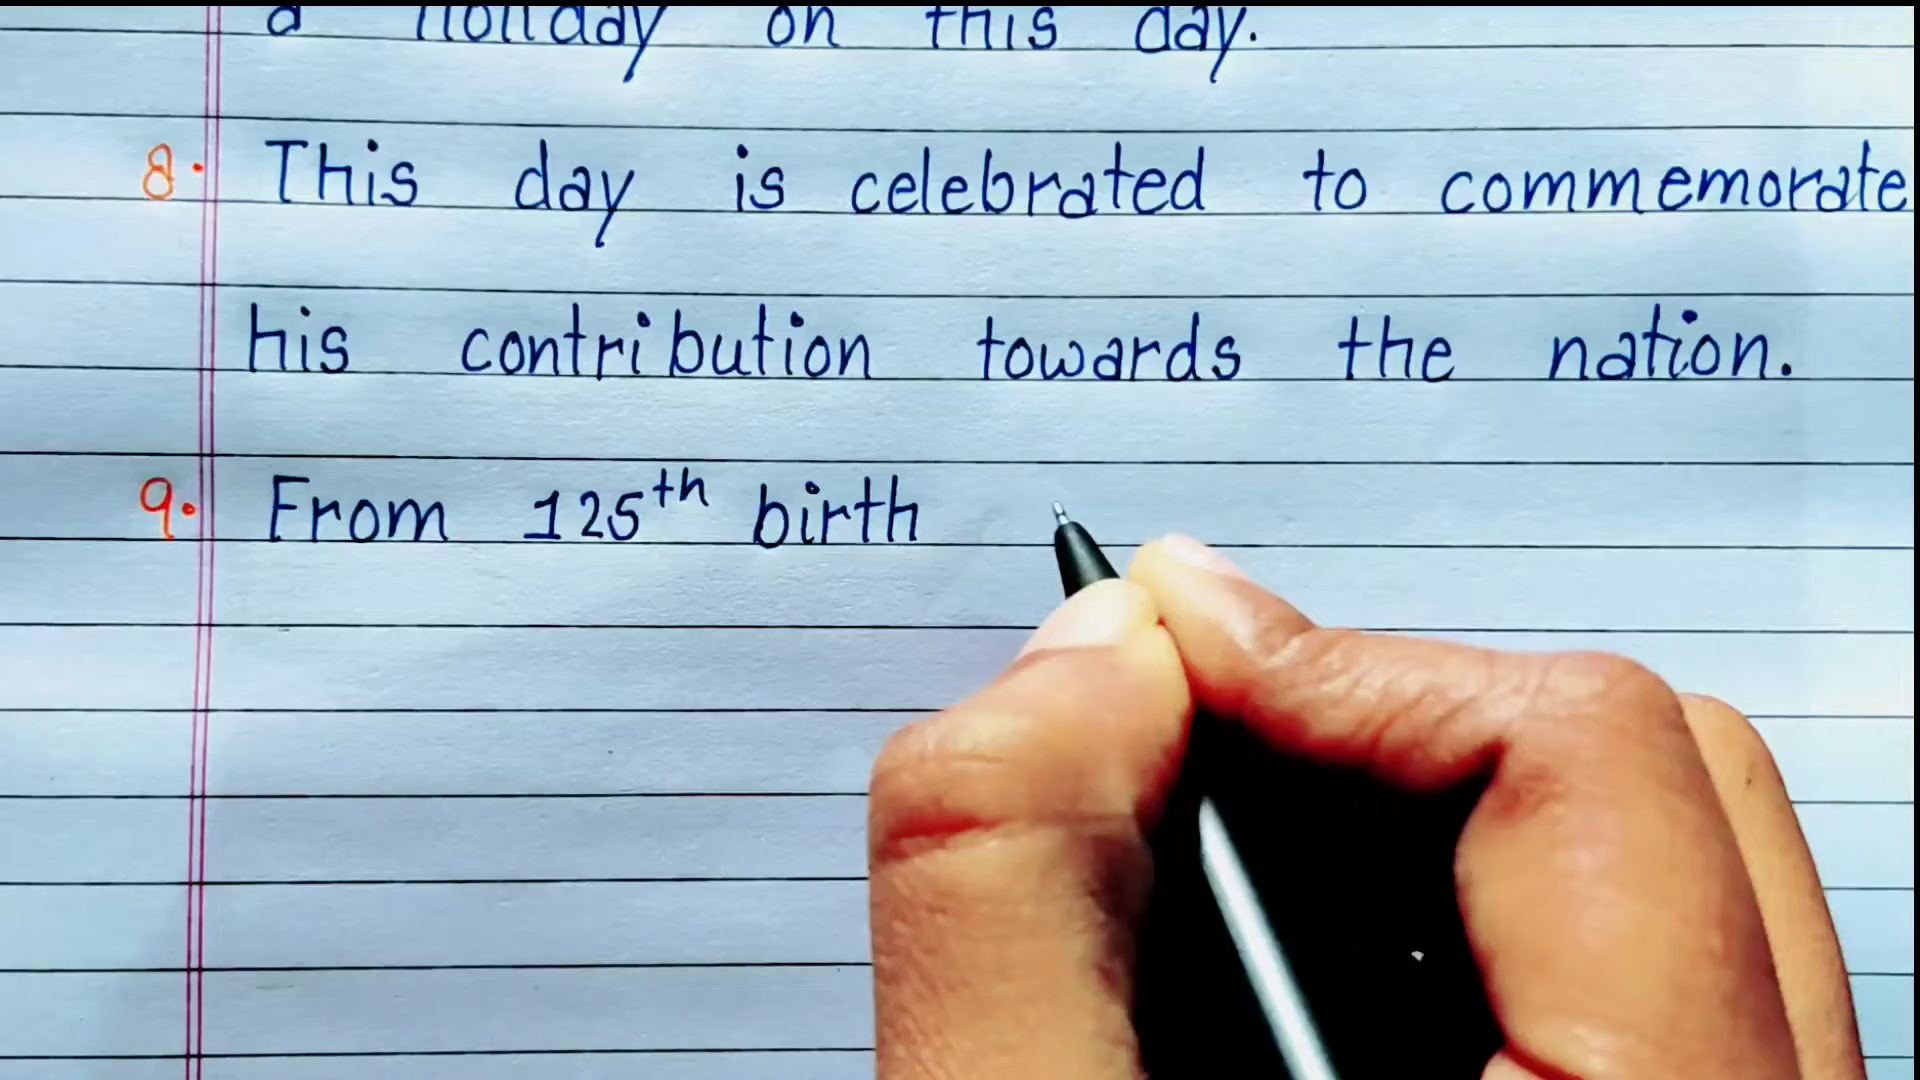 a holiday on this day.
8. This day is celebrated to commemorate
his contribution towards the nation.
9. From 125th birth